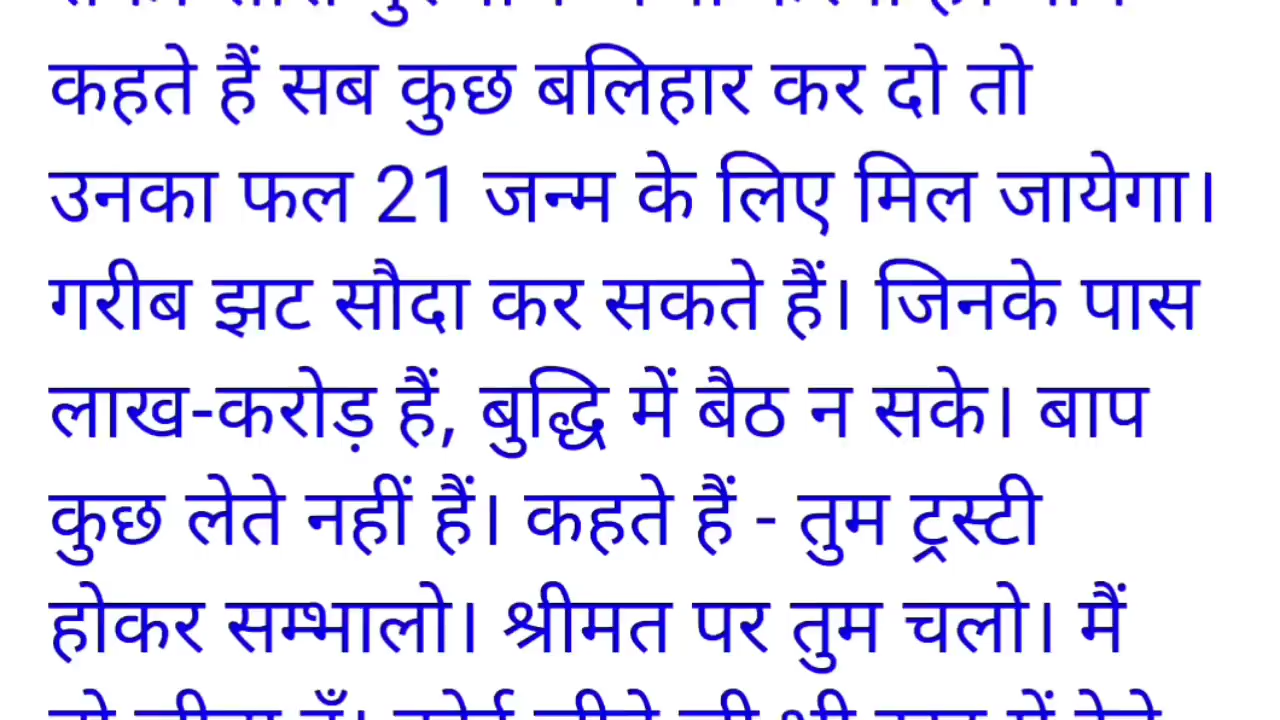 कहते हैं सब कुछ बलिहार कर दो तो
उनका फल 21 जन्म के लिए मिल जायेगा।
गरीब झट सौदा कर सकते हैं। जिनके पास
लाख-करोड़ हैं, बुद्धि में बैठ न सके। बाप
कुछ लेते नहीं हैं। कहते हैं - तुम ट्रस्टी
होकर सम्भालो। श्रीमत पर तुम चलो। मैं